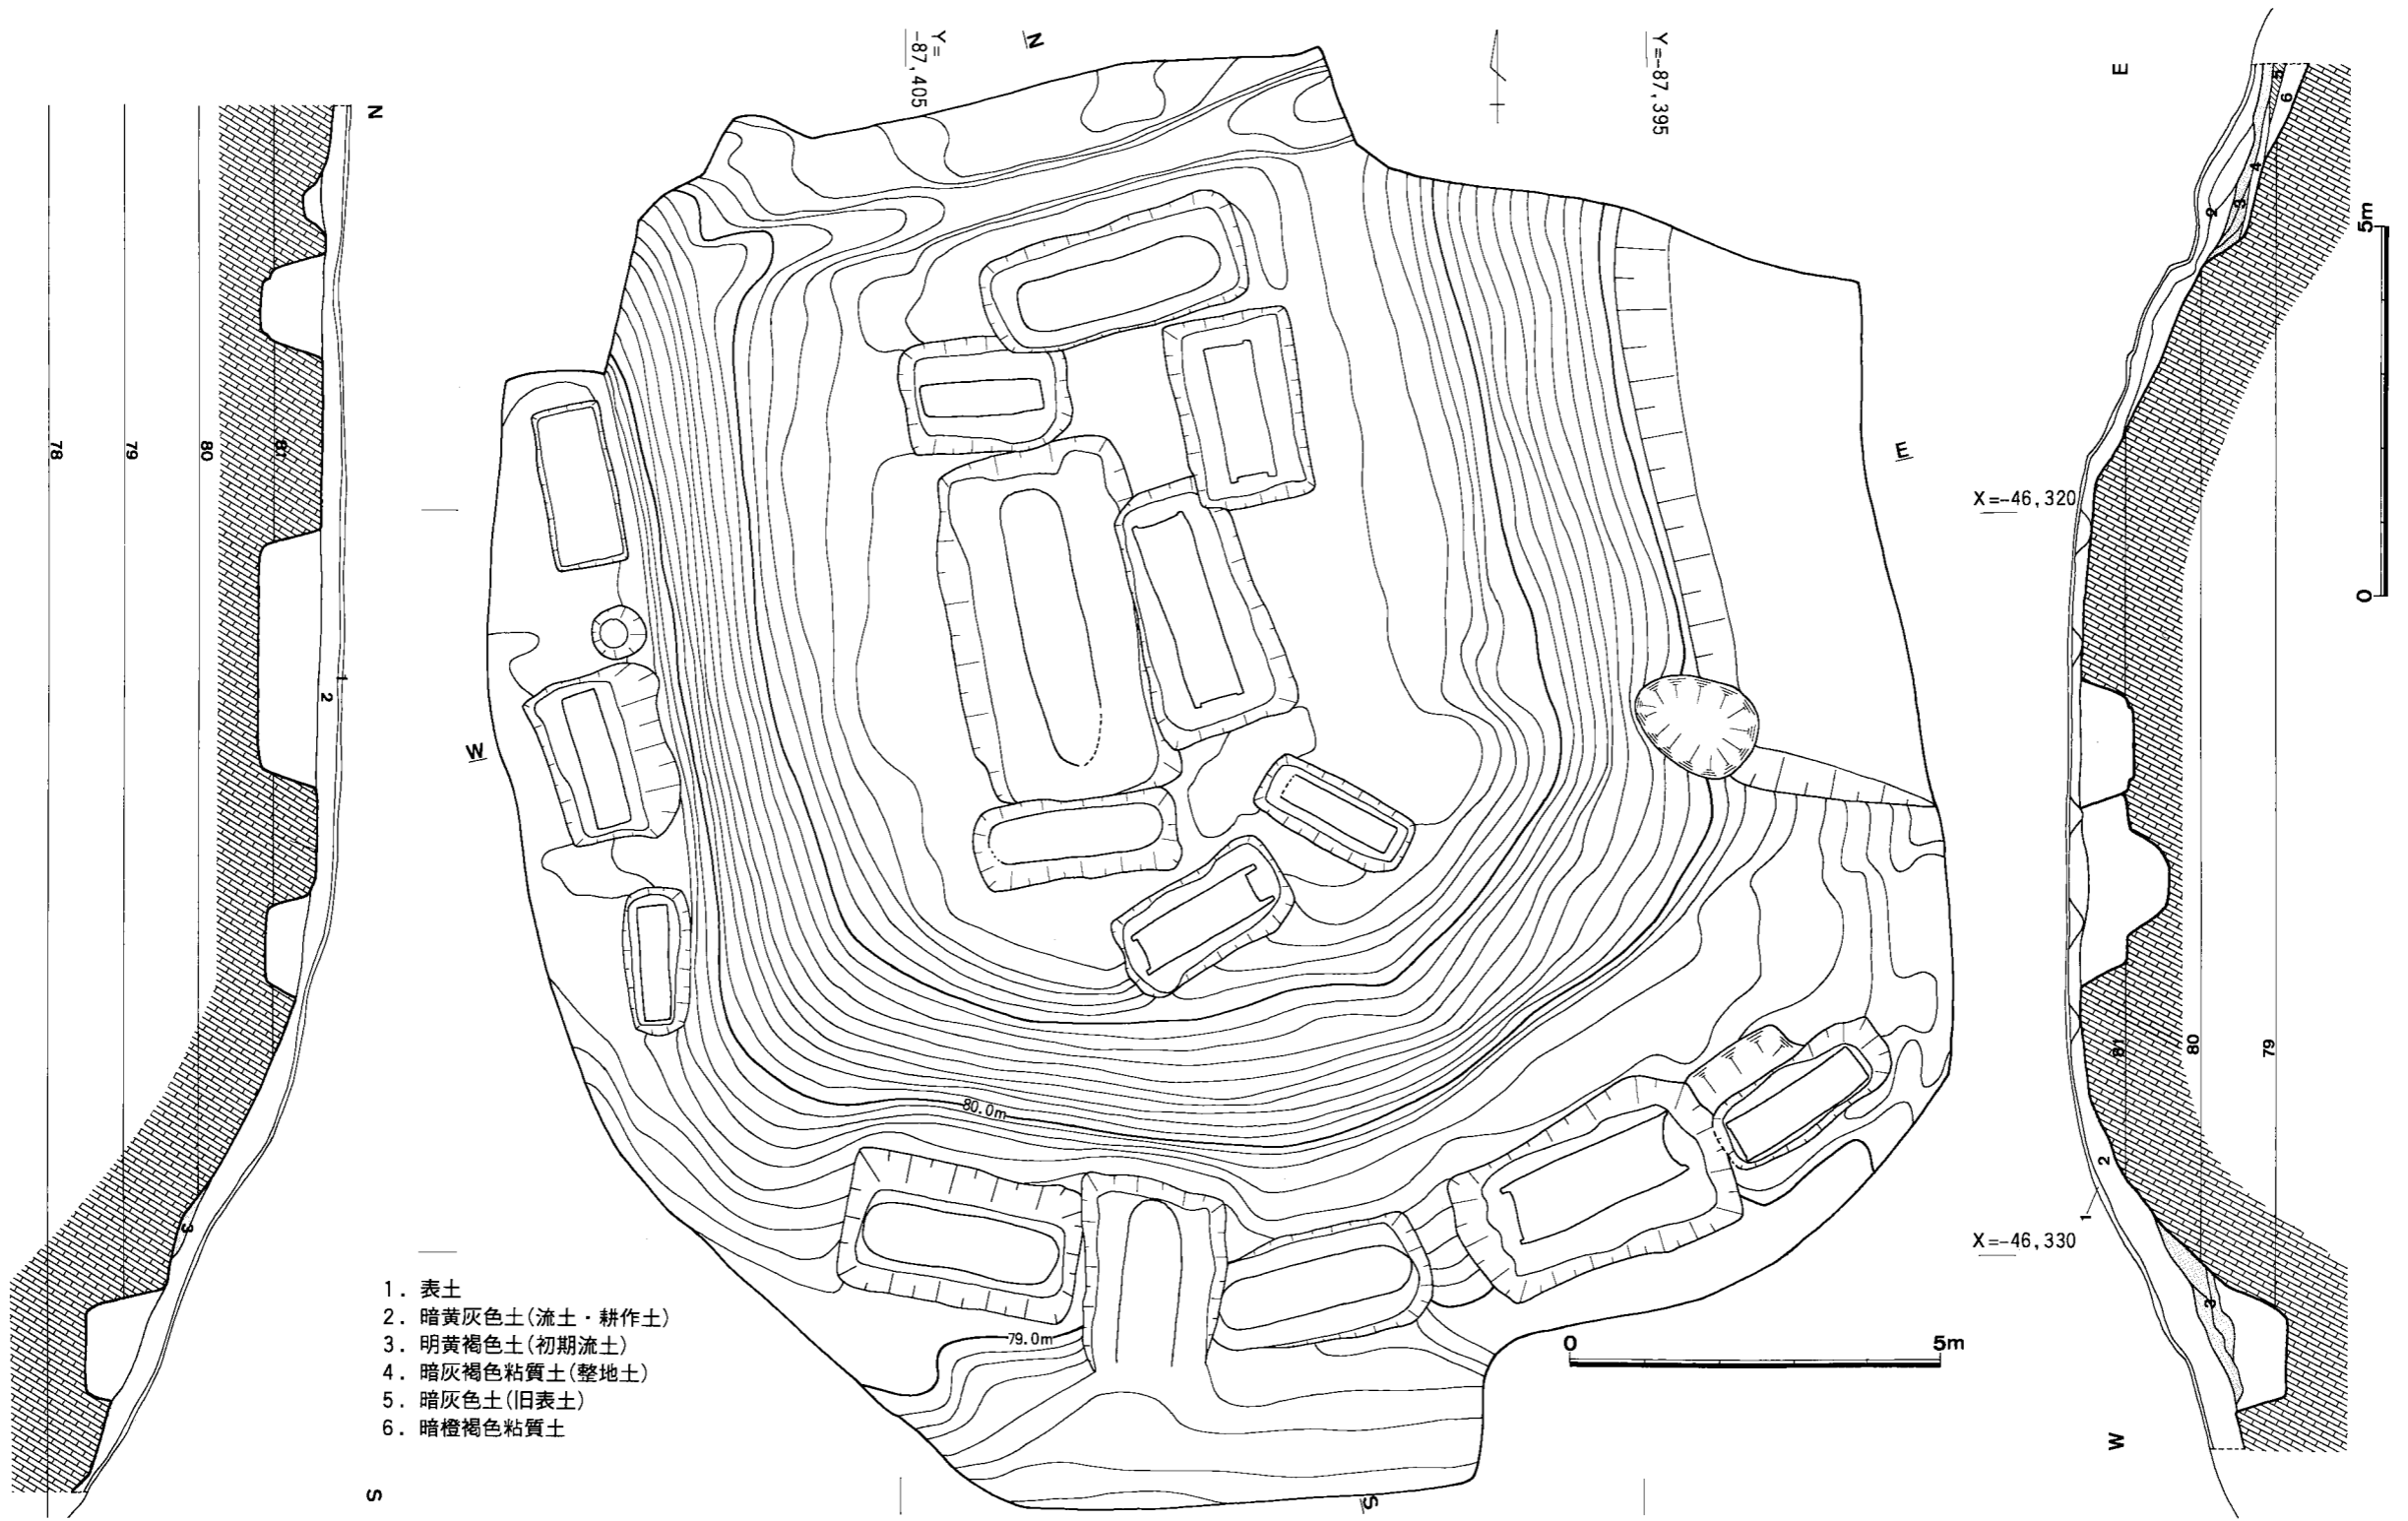 Y=
-87,405
N
Y=-87,395
N
E
78
79
80
81
1
2
3
S
W
E
X=-46,320
X=-46,330
80.0m
79.0m
S
0 5m
1. 表土
2. 暗黄灰色土(流土・耕作土)
3. 明黄褐色土(初期流土)
4. 暗灰褐色粘質土(整地土)
5. 暗灰色土(旧表土)
6. 暗橙褐色粘質土
5
6
4
3
2
81
80
79
2
1
3
W
5m
0